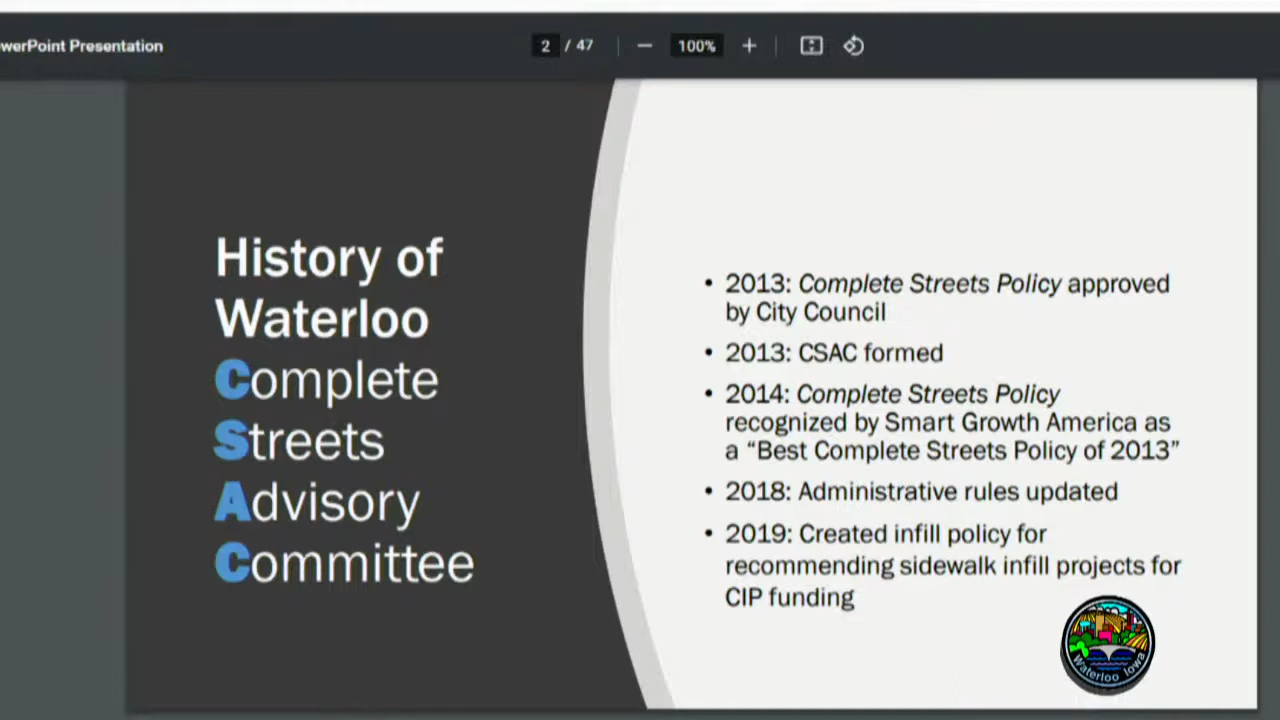 werPoint Presentation
2 / 47
100%
History of
Waterloo
Complete
Streets
Advisory
Committee
• 2013: Complete Streets Policy approved
by City Council
• 2013: CSAC formed
• 2014: Complete Streets Policy
recognized by Smart Growth America as
a “Best Complete Streets Policy of 2013”
• 2018: Administrative rules updated
• 2019: Created infill policy for
recommending sidewalk infill projects for
CIP funding
Waterloo Iowa